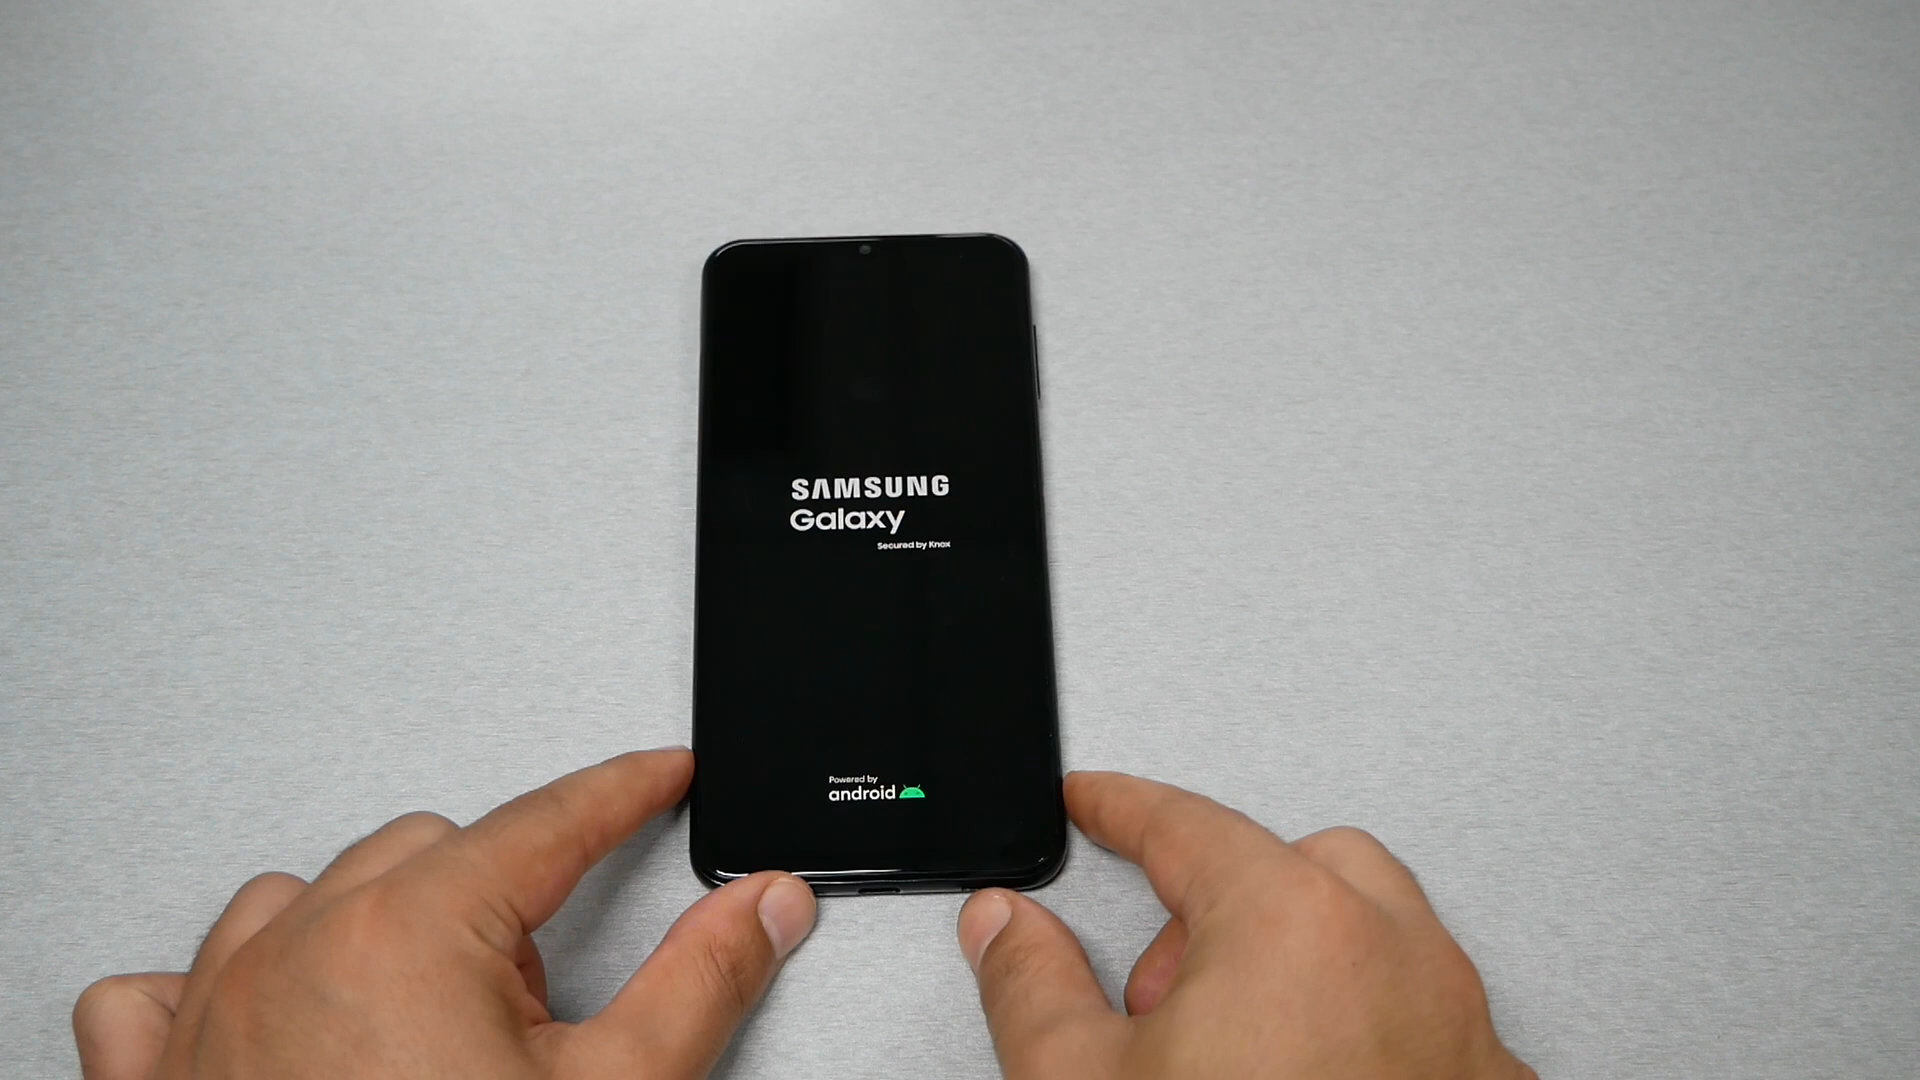 SAMSUNG
Galaxy
Secured by Knox
Powered by
android